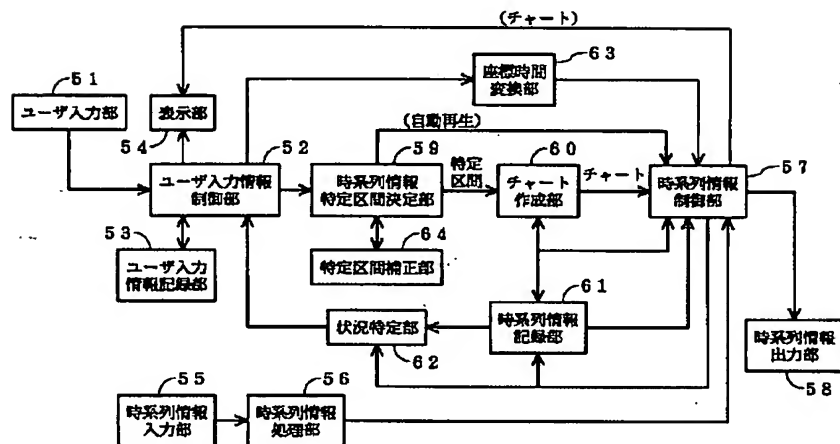 (チャート)
63
座標時間
変換部
51
ユーザ入力部
表示部
54
(自動再生)
52
ユーザ入力情報
制御部
59
時系列情報
特定区間決定部
特定
区間
60
チャート
作成部
チャート
57
時系列情報
制御部
53
ユーザ入力
情報記録部
64
特定区間補正部
61
時系列情報
記録部
状況特定部
62
時系列情報
出力部
58
55
時系列情報
入力部
56
時系列情報
処理部